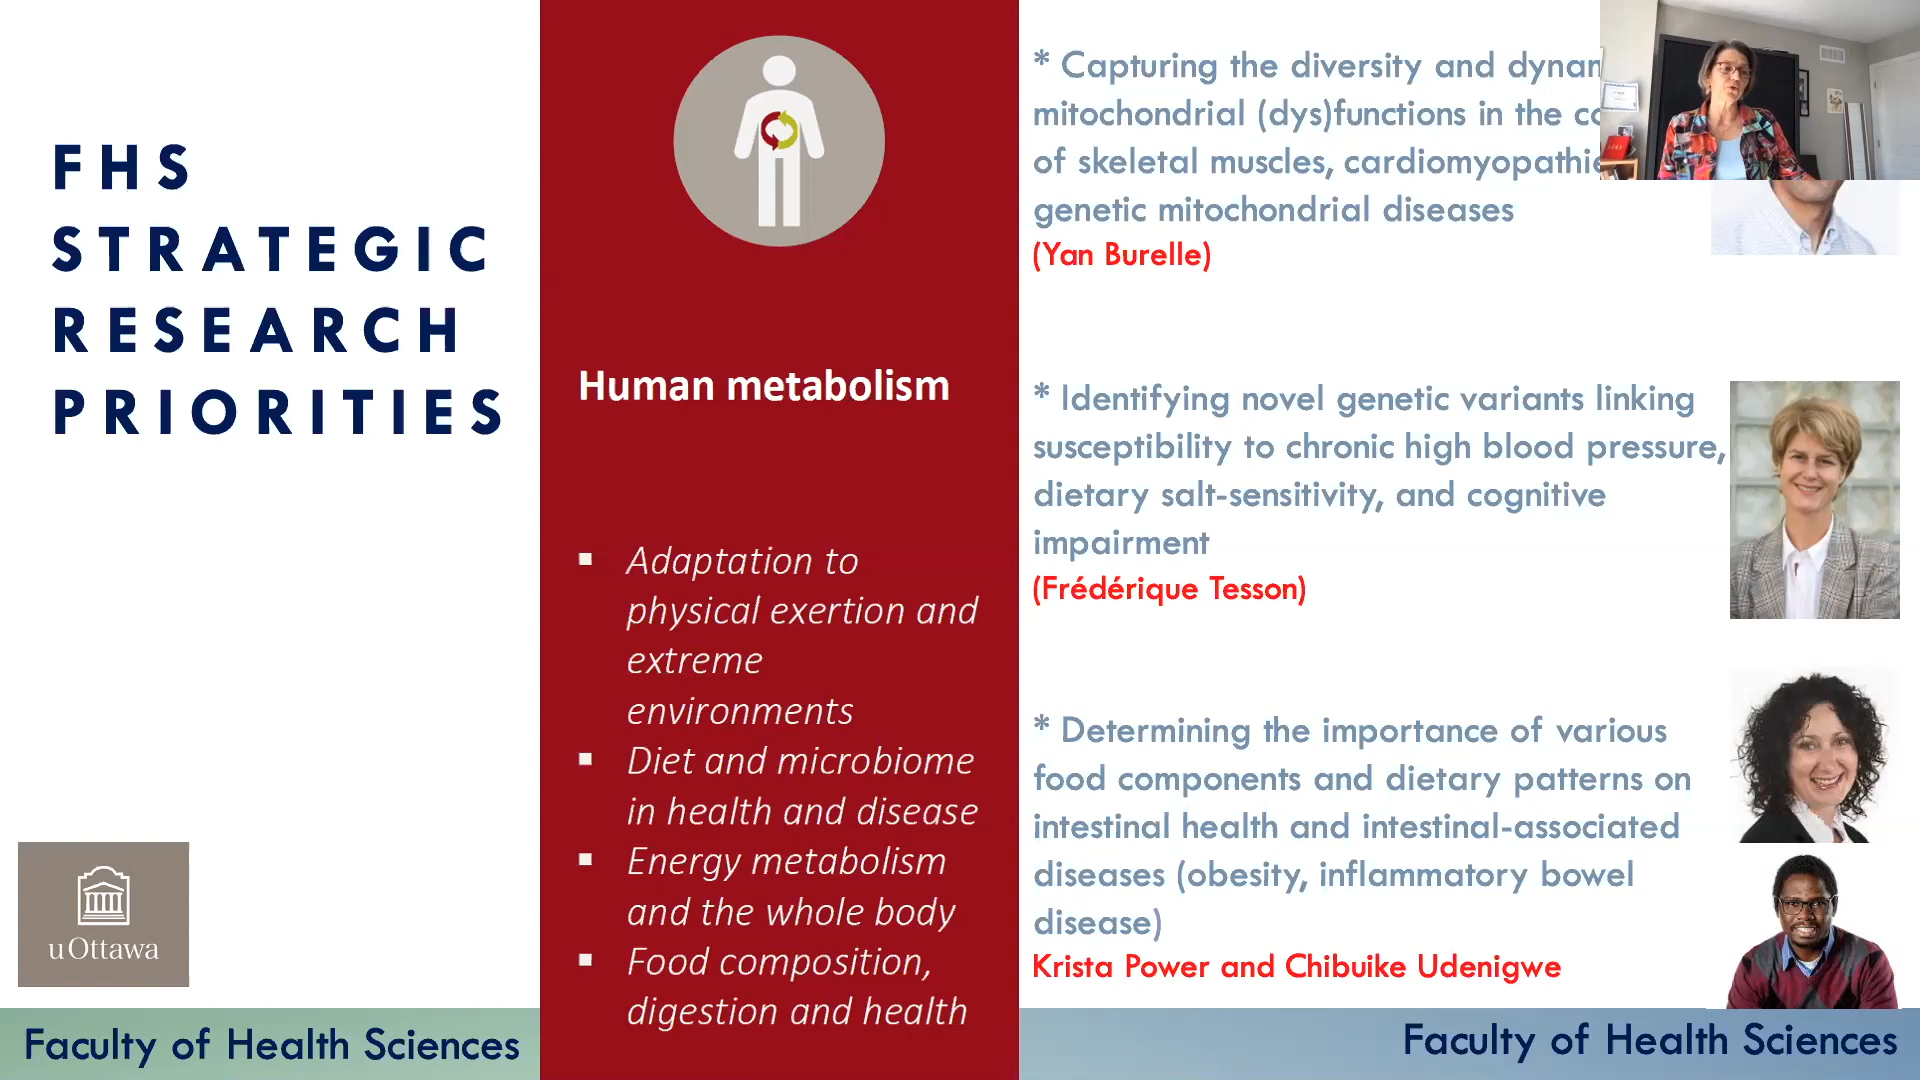 FHS
STRATEGIC
RESEARCH
PRIORITIES
uOttawa
Faculty of Health Sciences
Human metabolism
▪ Adaptation to
physical exertion and
extreme
environments
▪ Diet and microbiome
in health and disease
▪ Energy metabolism
and the whole body
▪ Food composition,
digestion and health
* Capturing the diversity and
mitochondrial (dys)functions in the
of skeletal muscles,
genetic mitochondrial diseases
(Yan Burelle)
* Identifying novel genetic variants linking
susceptibility to chronic high blood pressure,
dietary salt-sensitivity, and cognitive
impairment
(Frédérique Tesson)
* Determining the importance of various
food components and dietary patterns on
intestinal health and intestinal-associated
diseases (obesity, inflammatory bowel
disease)
Krista Power and Chibuike Udenigwe
Faculty of Health Sciences